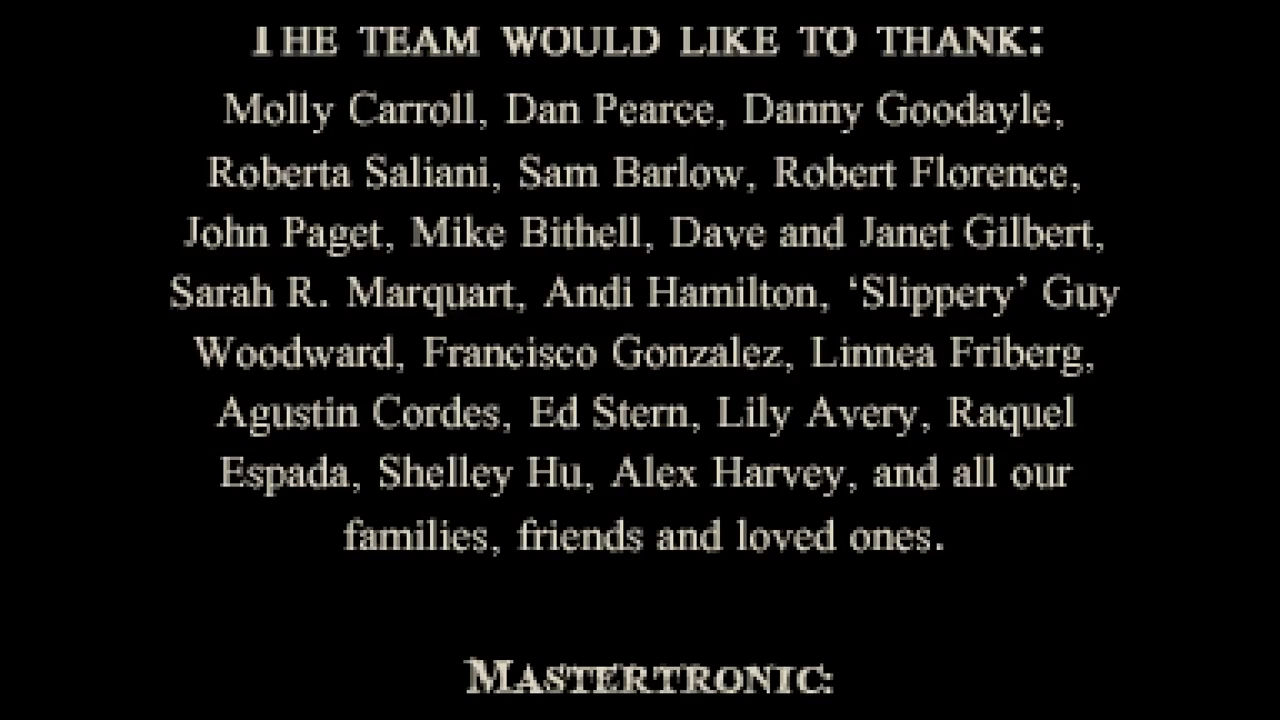 THE TEAM WOULD LIKE TO THANK:
Molly Carroll, Dan Pearce, Danny Goodayle,
Roberta Saliani, Sam Barlow, Robert Florence,
John Paget, Mike Bithell, Dave and Janet Gilbert,
Sarah R. Marquart, Andi Hamilton, ‘Slippery’ Guy
Woodward, Francisco Gonzalez, Linnea Friberg,
Agustin Cordes, Ed Stern, Lily Avery, Raquel
Espada, Shelley Hu, Alex Harvey, and all our
families, friends and loved ones.
MASTERTRONIC: